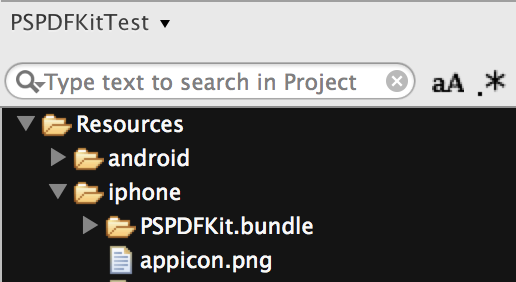 PSPDFKitTest
Type text to search in Project aA .*
Resources
android
iphone
PSPDFKit.bundle
appicon.png